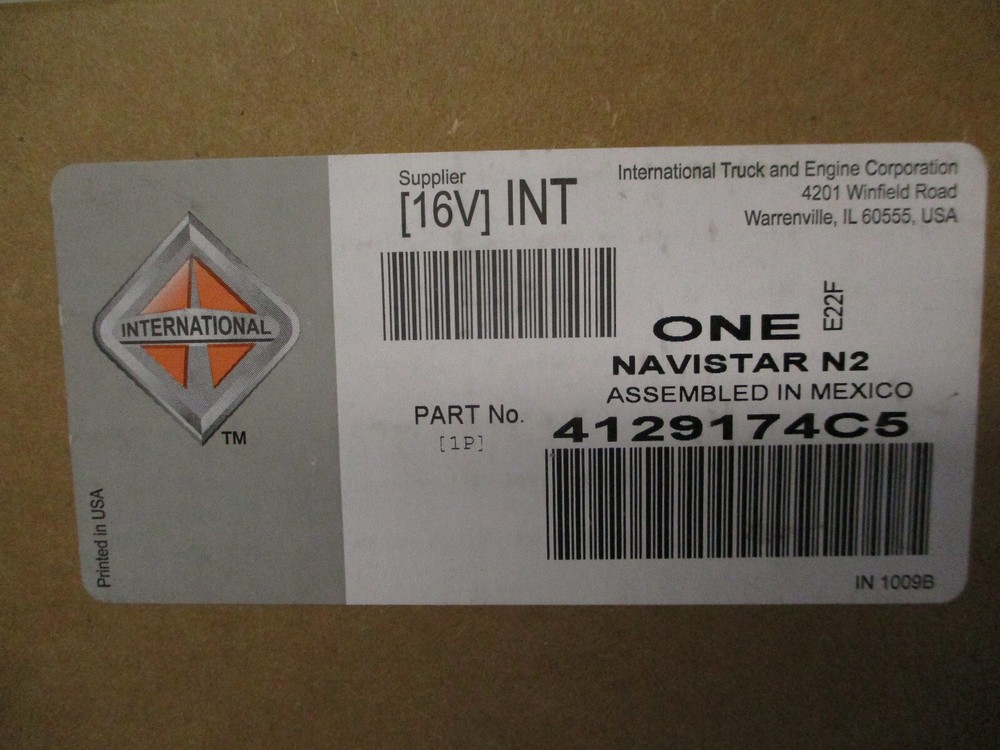 INTERNATIONAL
TM
Printed in USA
Supplier
[16V] INT
International Truck and Engine Corporation
4201 Winfield Road
Warrenville, IL 60555, USA
ONE
E22F
NAVISTAR N2
ASSEMBLED IN MEXICO
PART No.
4129174C5
[1P]
IN 1009B